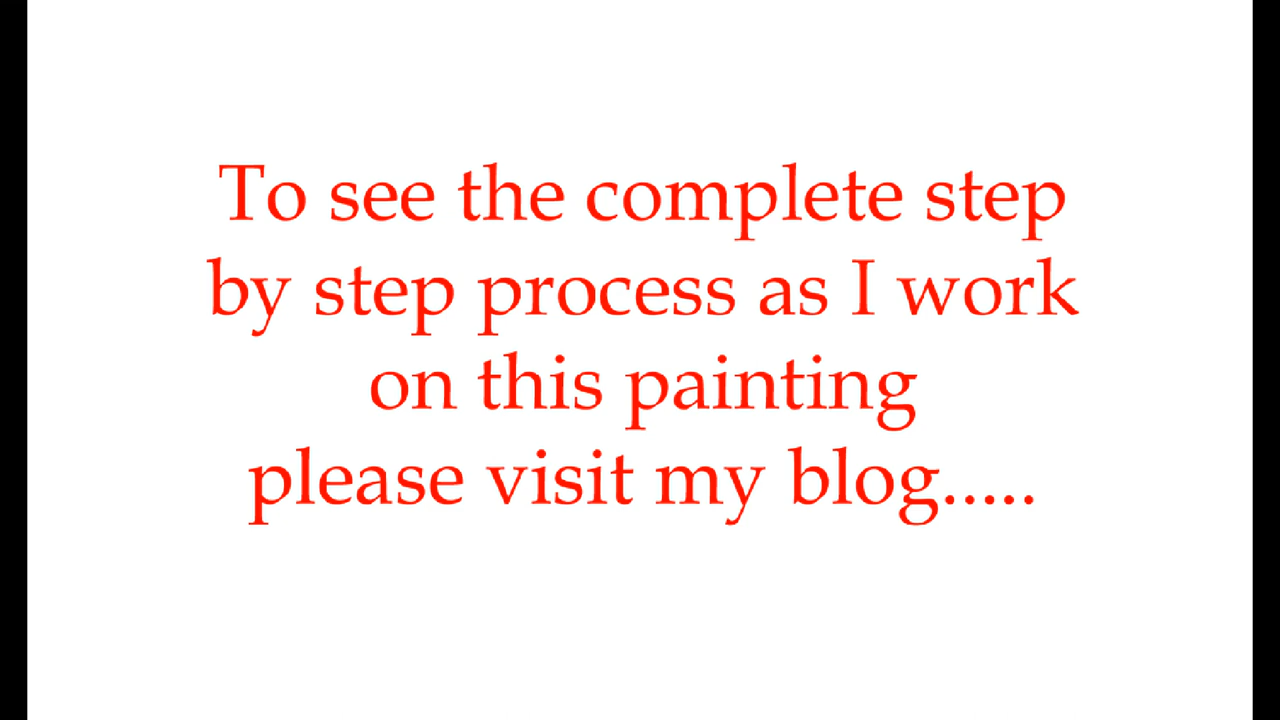 To see the complete step
by step process as I work
on this painting
please visit my blog.....